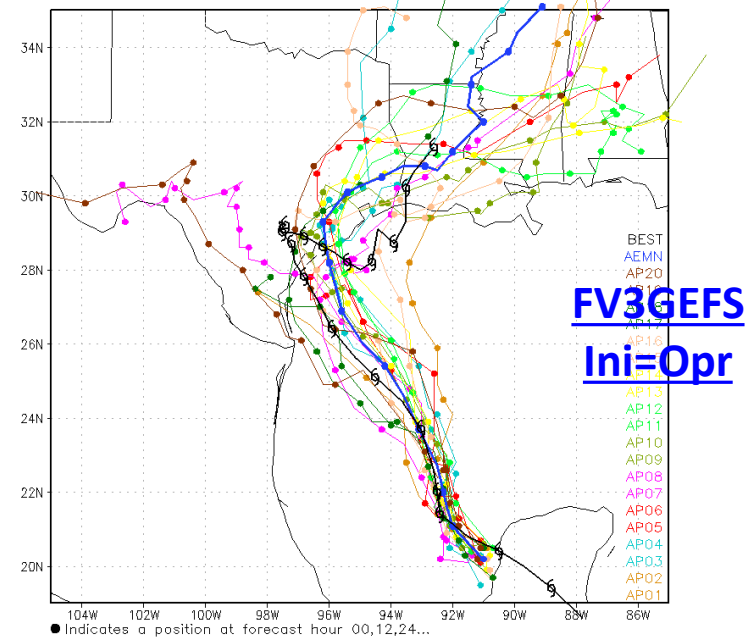 34N
32N
30N
28N
26N
24N
22N
20N
BEST
AEMN
AP20
FV3GEFS
Ini=Opr
AP13
AP12
AP11
AP10
AP09
AP08
AP07
AP06
AP05
AP04
AP03
AP02
AP01
104W 102W 100W 98W 96W 94W 92W 90W 88W 86W
Indicates a position at forecast hour 00,12,24...